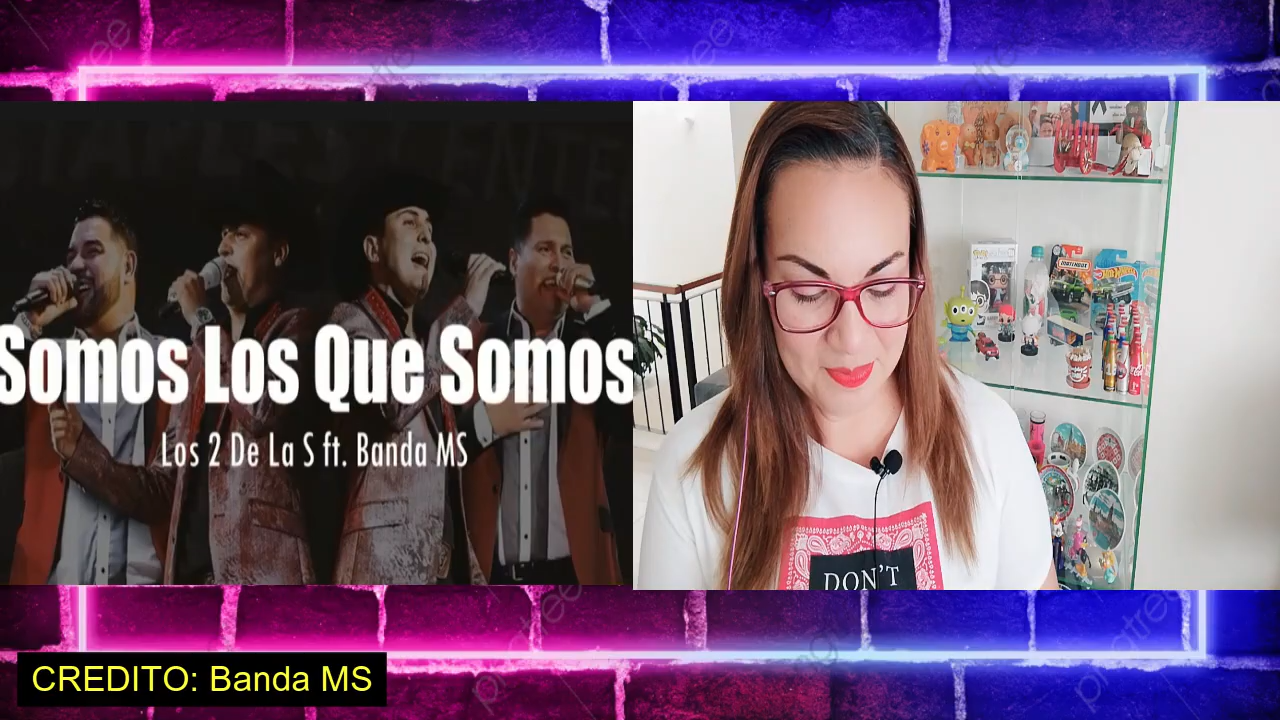 Somos Los Que Somos
Los 2 De La S ft. Banda MS
DON'T
CREDITO: Banda MS